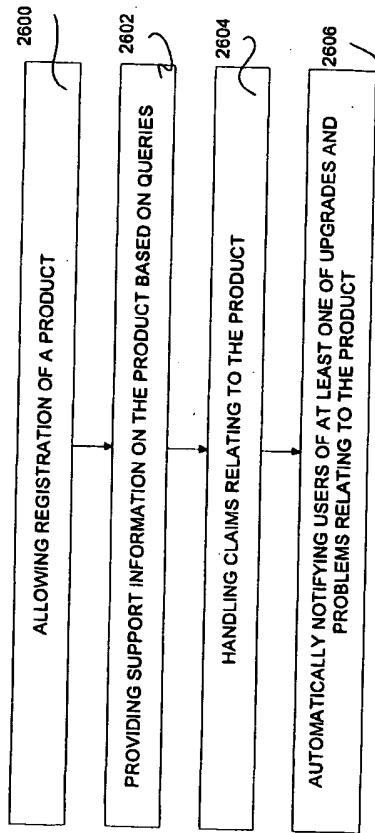 2600
ALLOWING REGISTRATION OF A PRODUCT
2602
PROVIDING SUPPORT INFORMATION ON THE PRODUCT BASED ON QUERIES
2604
HANDLING CLAIMS RELATING TO THE PRODUCT
2606
AUTOMATICALLY NOTIFYING USERS OF AT LEAST ONE OF UPGRADES AND
PROBLEMS RELATING TO THE PRODUCT